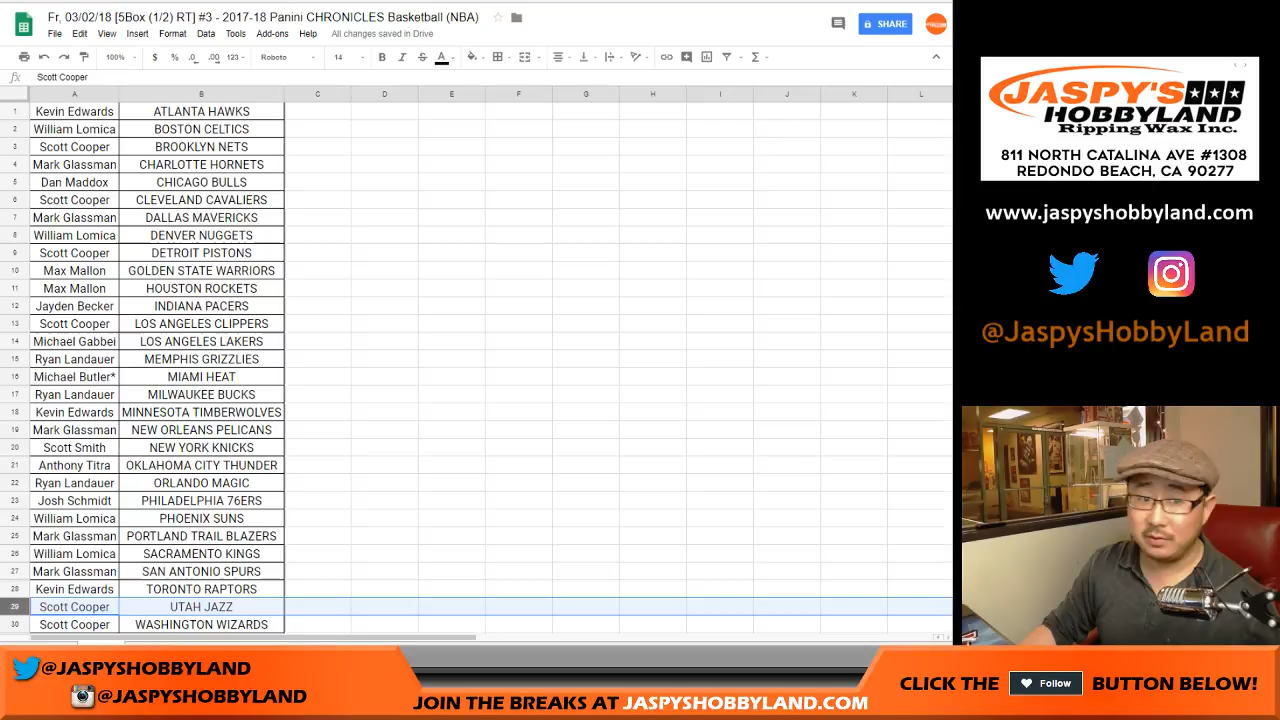 Fr, 03/02/18 [5Box (1/2) RT] #3 - 2017-18 Panini CHRONICLES Basketball (NBA)
File Edit View Insert Format Data Tools Add-ons Help All changes saved in Drive
SHARE
100% $ % .0 .00 123 Roboto 14 B I S A
fx Scott Cooper
A B C D E F G H I J K L
1 Kevin Edwards ATLANTA HAWKS
2 William Lomica BOSTON CELTICS
3 Scott Cooper BROOKLYN NETS
4 Mark Glassman CHARLOTTE HORNETS
5 Dan Maddox CHICAGO BULLS
6 Scott Cooper CLEVELAND CAVALIERS
7 Mark Glassman DALLAS MAVERICKS
8 William Lomica DENVER NUGGETS
9 Scott Cooper DETROIT PISTONS
10 Max Mallon GOLDEN STATE WARRIORS
11 Max Mallon HOUSTON ROCKETS
12 Jayden Becker INDIANA PACERS
13 Scott Cooper LOS ANGELES CLIPPERS
14 Michael Gabbei LOS ANGELES LAKERS
15 Ryan Landauer MEMPHIS GRIZZLIES
16 Michael Butler* MIAMI HEAT
17 Ryan Landauer MILWAUKEE BUCKS
18 Kevin Edwards MINNESOTA TIMBERWOLVES
19 Mark Glassman NEW ORLEANS PELICANS
20 Scott Smith NEW YORK KNICKS
21 Anthony Titra OKLAHOMA CITY THUNDER
22 Ryan Landauer ORLANDO MAGIC
23 Josh Schmidt PHILADELPHIA 76ERS
24 William Lomica PHOENIX SUNS
25 Mark Glassman PORTLAND TRAIL BLAZERS
26 William Lomica SACRAMENTO KINGS
27 Mark Glassman SAN ANTONIO SPURS
28 Kevin Edwards TORONTO RAPTORS
29 Scott Cooper UTAH JAZZ
30 Scott Cooper WASHINGTON WIZARDS
JASPY'S
HOBBYLAND
Ripping Wax Inc.
811 NORTH CATALINA AVE #1308
REDONDO BEACH, CA 90277
www.jaspyshobbyland.com
@JaspysHobbyLand
@JASPYSHOBBYLAND
@JASPYSHOBBYLAND
JOIN THE BREAKS AT JASPYSHOBBYLAND.COM
CLICK THE Follow BUTTON BELOW!